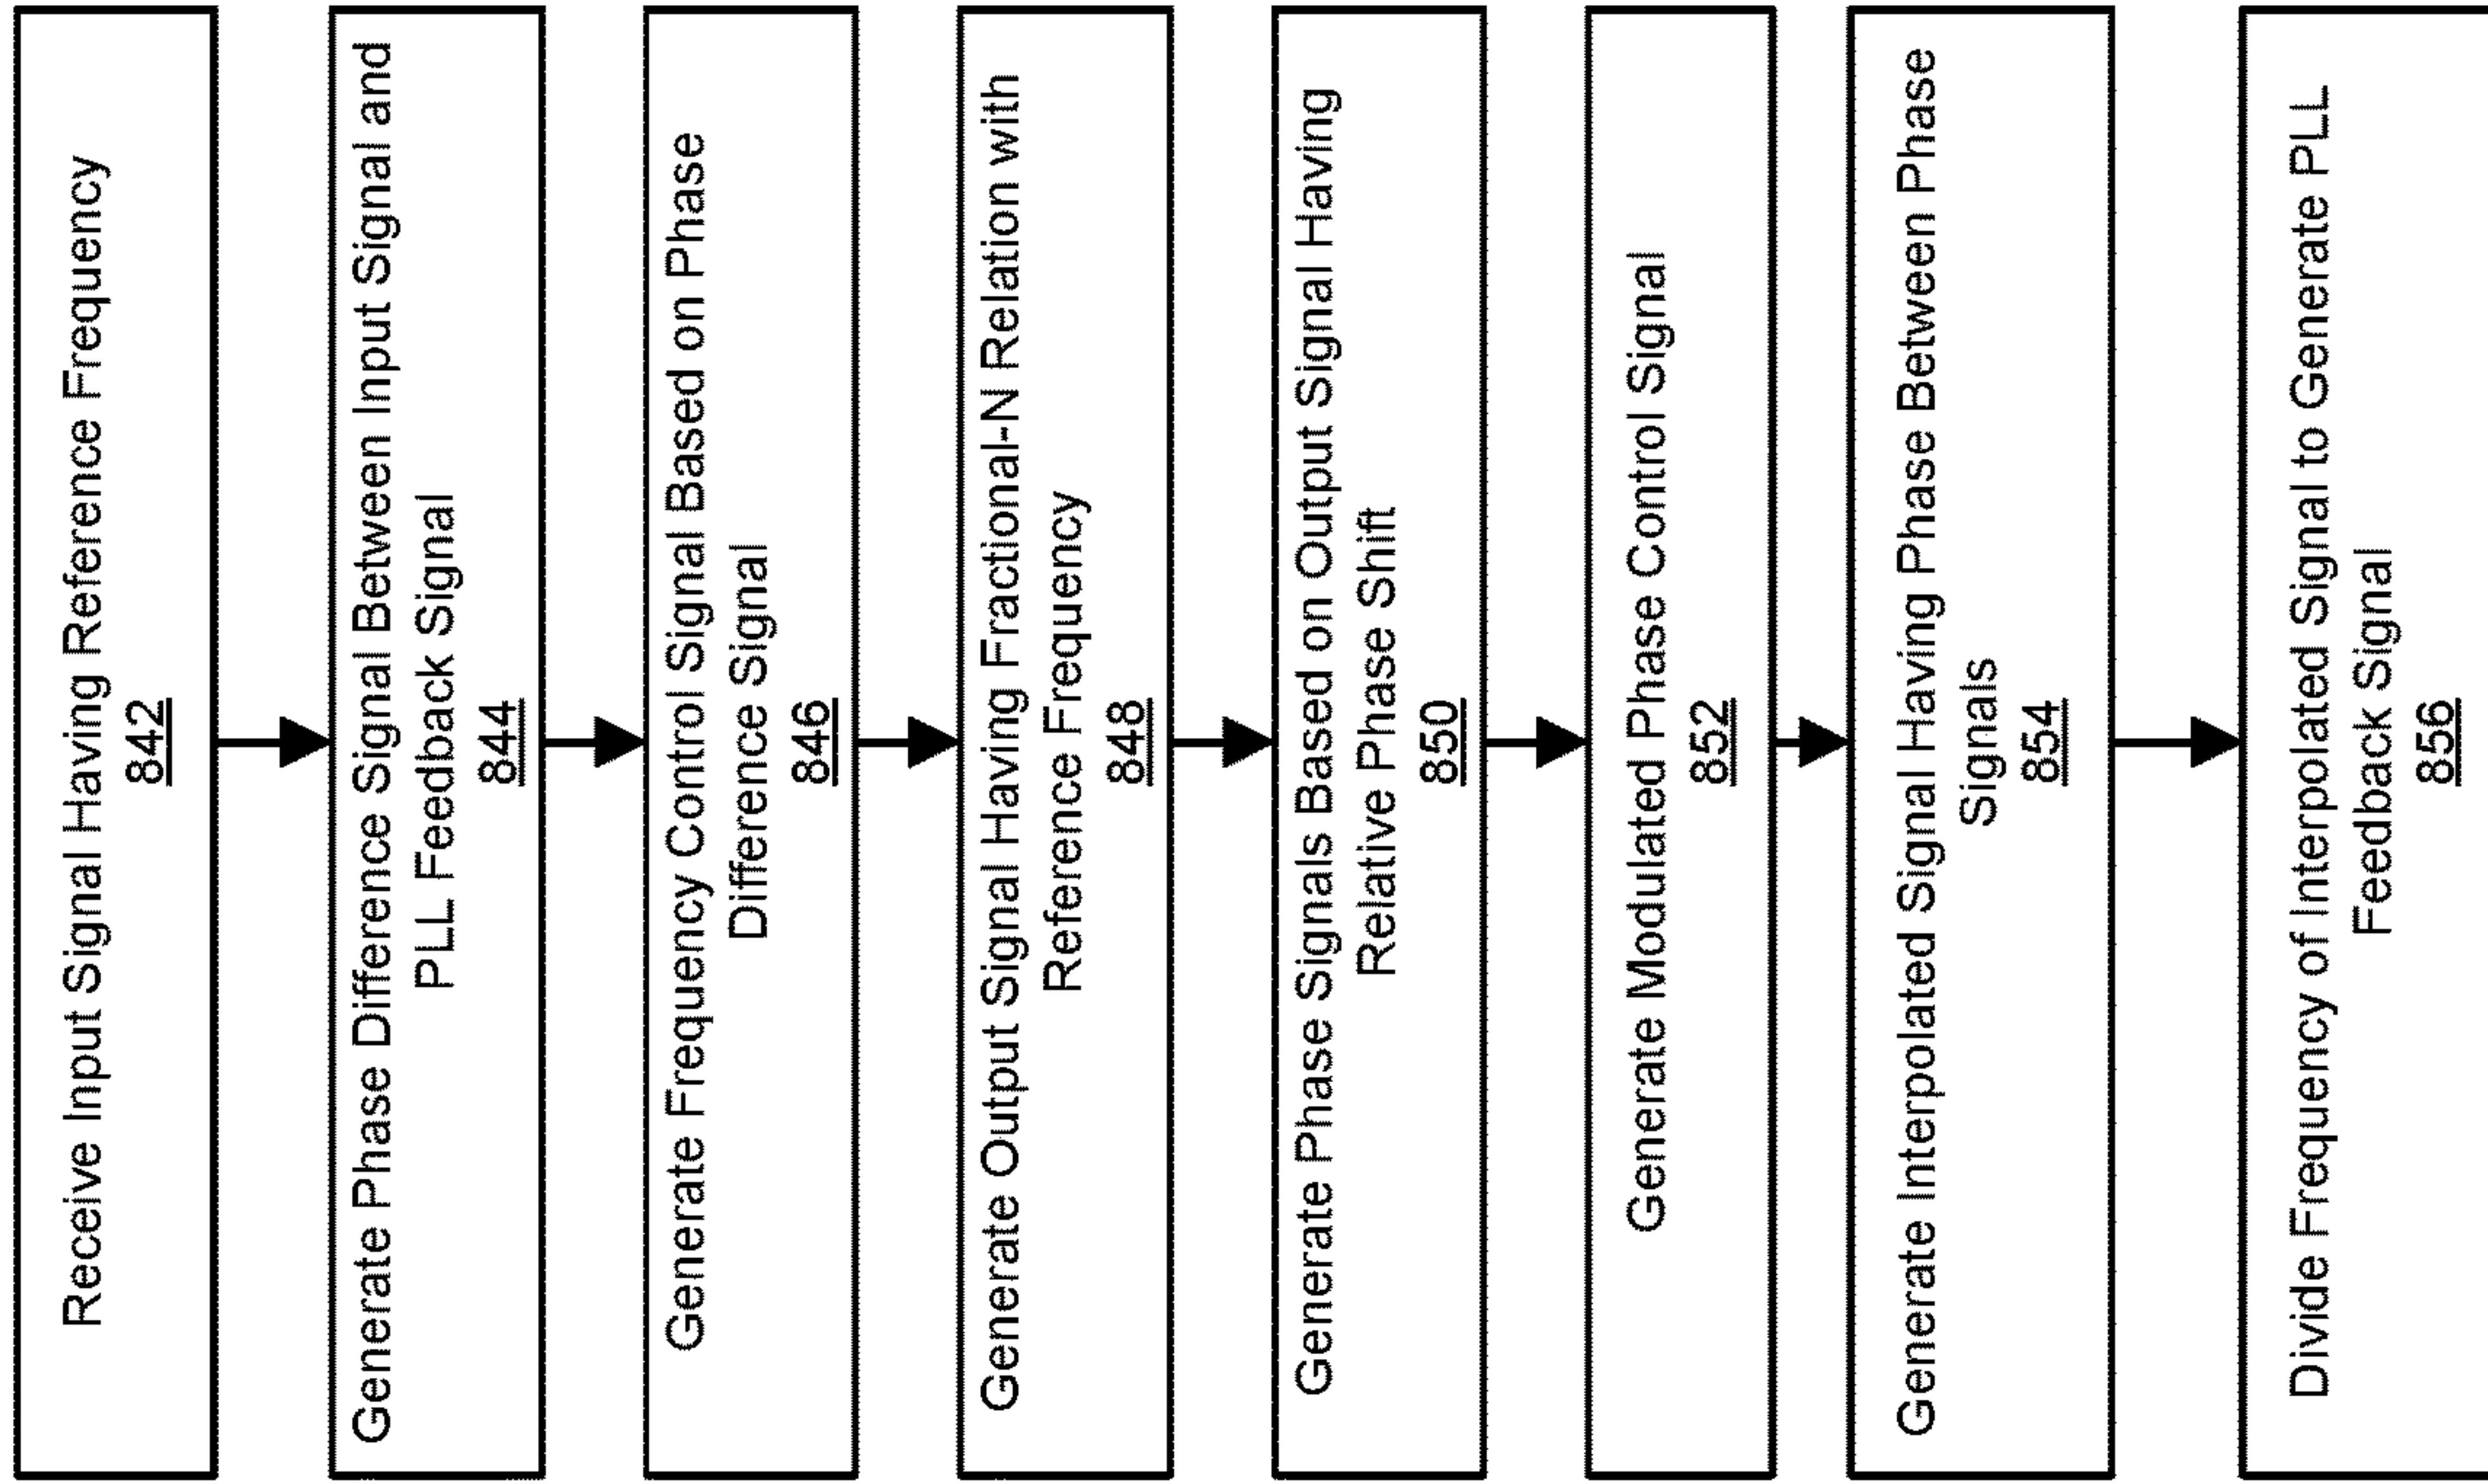 Receive Input Signal Having Reference Frequency
842
Generate Phase Difference Signal Between Input Signal and
PLL Feedback Signal
844
Generate Frequency Control Signal Based on Phase
Difference Signal
846
Generate Output Signal Having Fractional-N Relation with
Reference Frequency
848
Generate Phase Signals Based on Output Signal Having
Relative Phase Shift
850
Generate Modulated Phase Control Signal
852
Generate Interpolated Signal Having Phase Between Phase
Signals
854
Divide Frequency of Interpolated Signal to Generate PLL
Feedback Signal
856